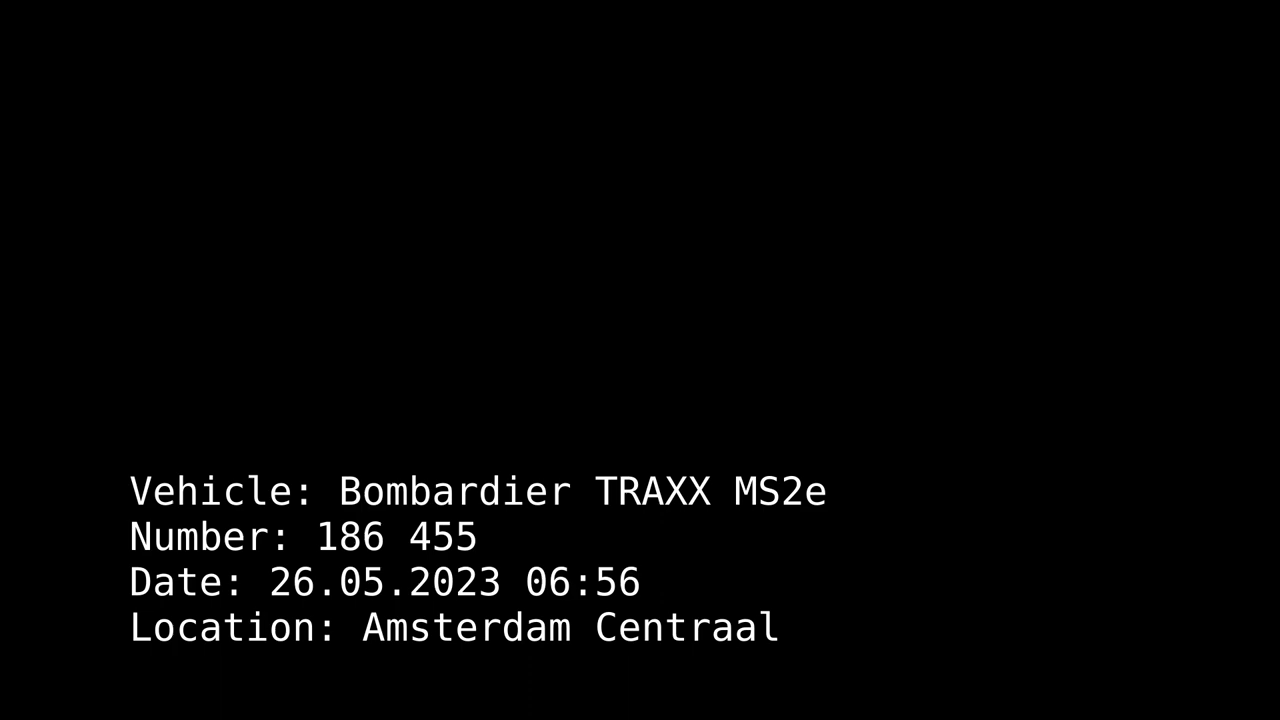 Vehicle: Bombardier TRAXX MS2e
Number: 186 455
Date: 26.05.2023 06:56
Location: Amsterdam Centraal